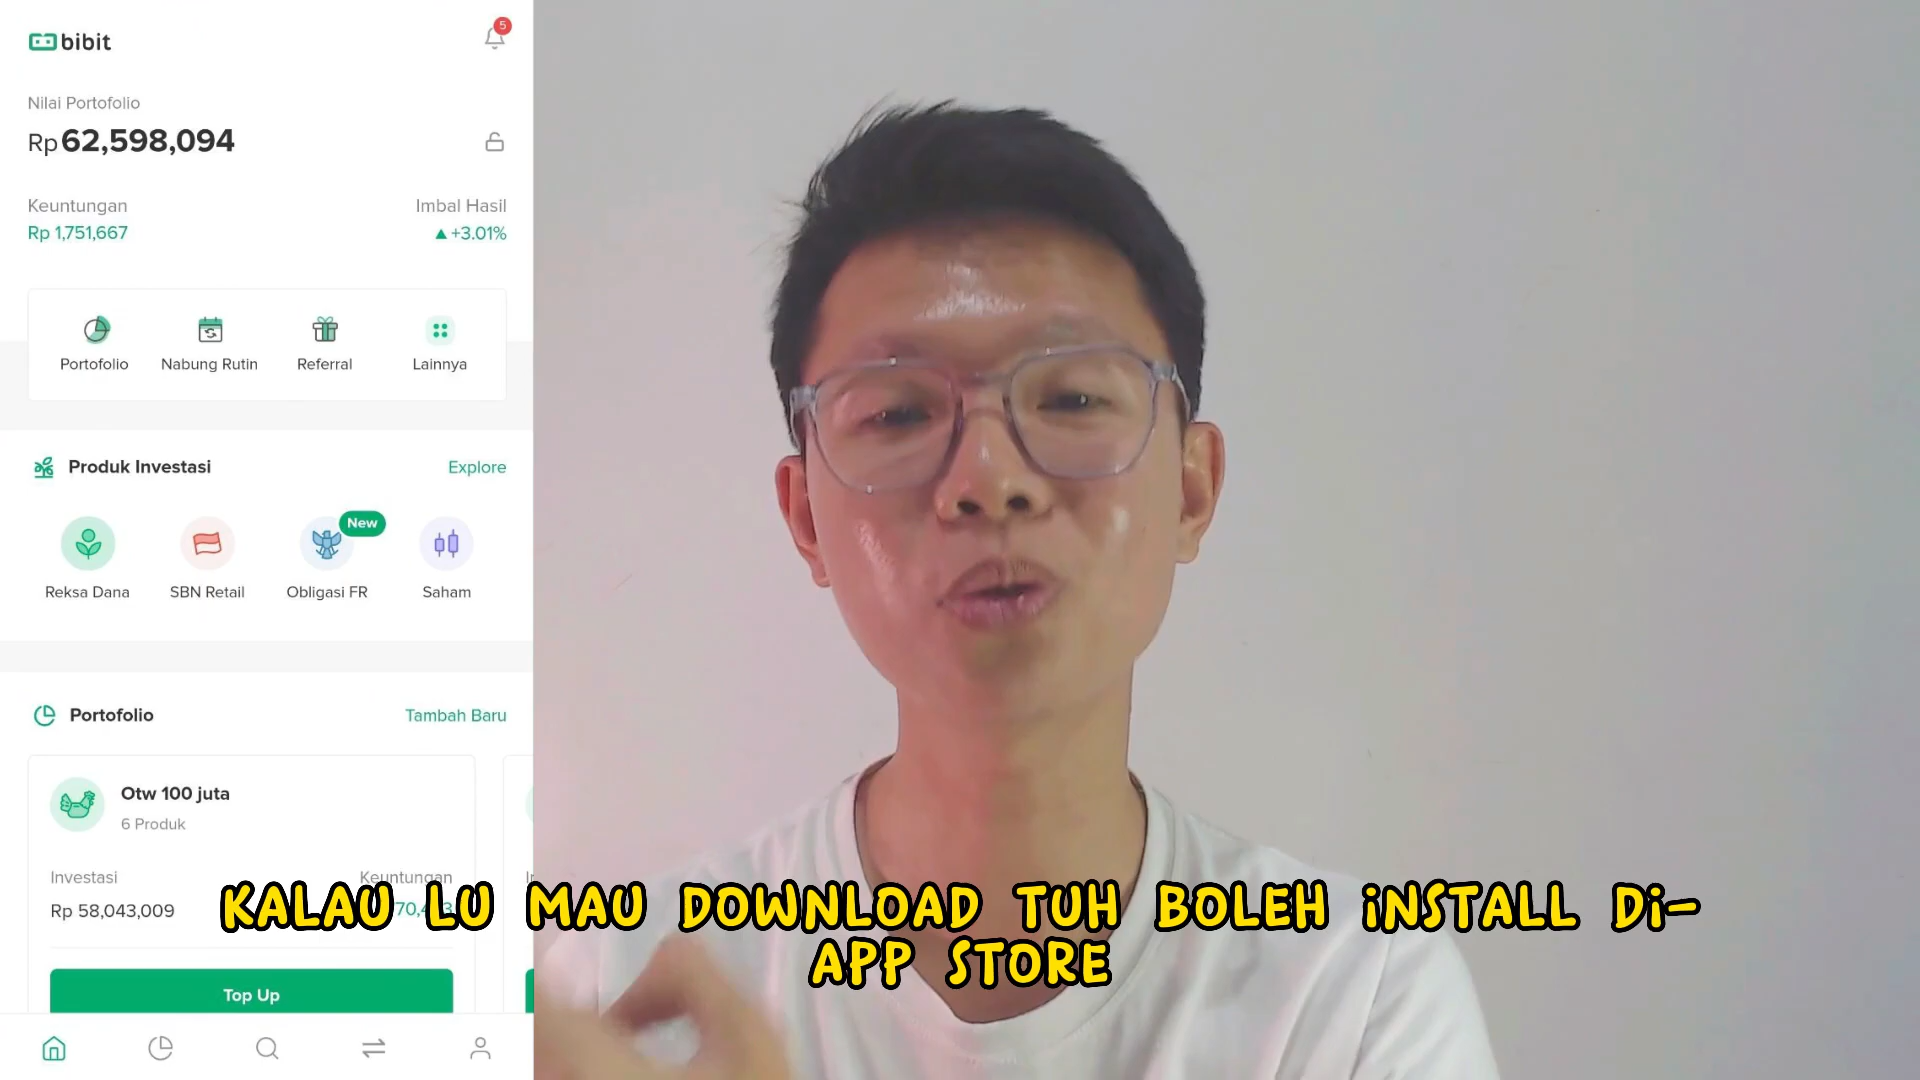 bibit
5
Nilai Portofolio
Rp 62,598,094
Keuntungan Imbal Hasil
Rp 1,751,667 ▲ +3.01%
Portofolio Nabung Rutin Referral Lainnya
Produk Investasi Explore
New
Reksa Dana SBN Retail Obligasi FR Saham
Portofolio Tambah Baru
Otw 100 juta
6 Produk
Investasi Keuntungan
Rp 58,043,009
KALAU LU MAU DOWNLOAD TUH BOLEH INSTALL DI-
APP STORE
Top Up